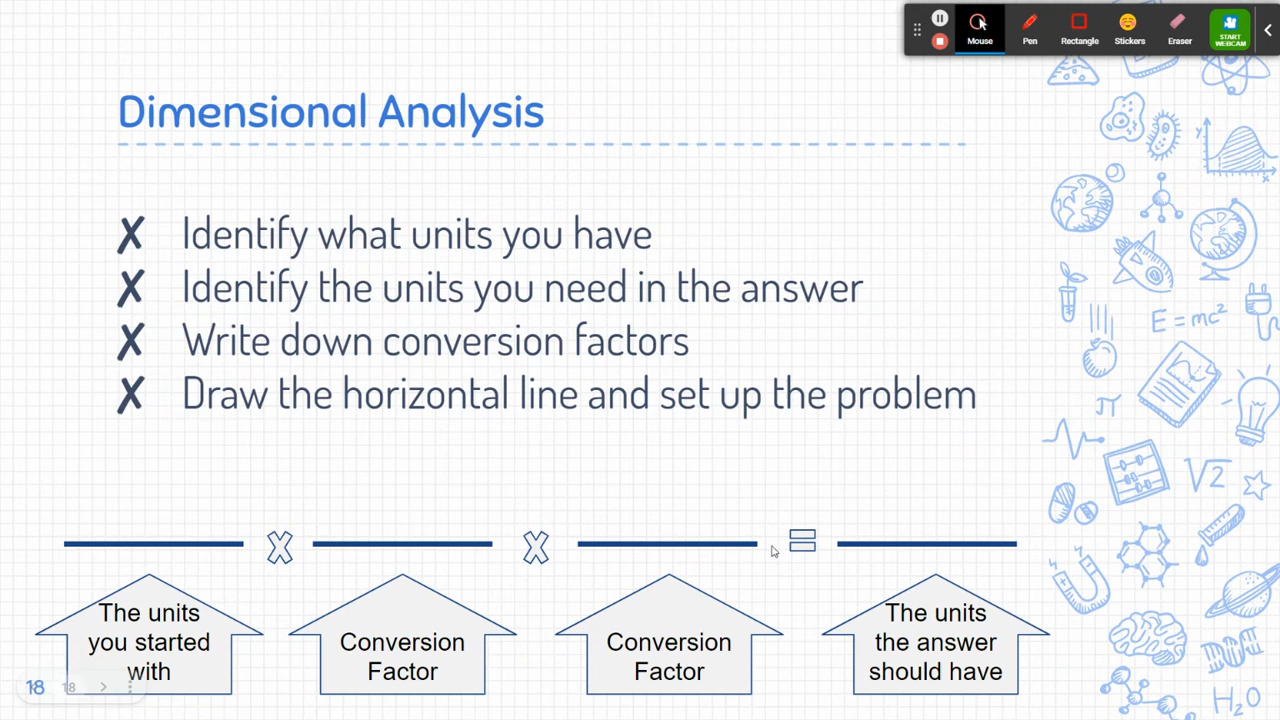 Mouse
Pen
Rectangle
Stickers
Eraser
START
WEBCAM
Dimensional Analysis
✗ Identify what units you have
✗ Identify the units you need in the answer
✗ Write down conversion factors
✗ Draw the horizontal line and set up the problem
X X =
The units
you started
with
Conversion
Factor
Conversion
Factor
The units
the answer
should have
18 18
y
x
E=mc²
π
√2
H₂O